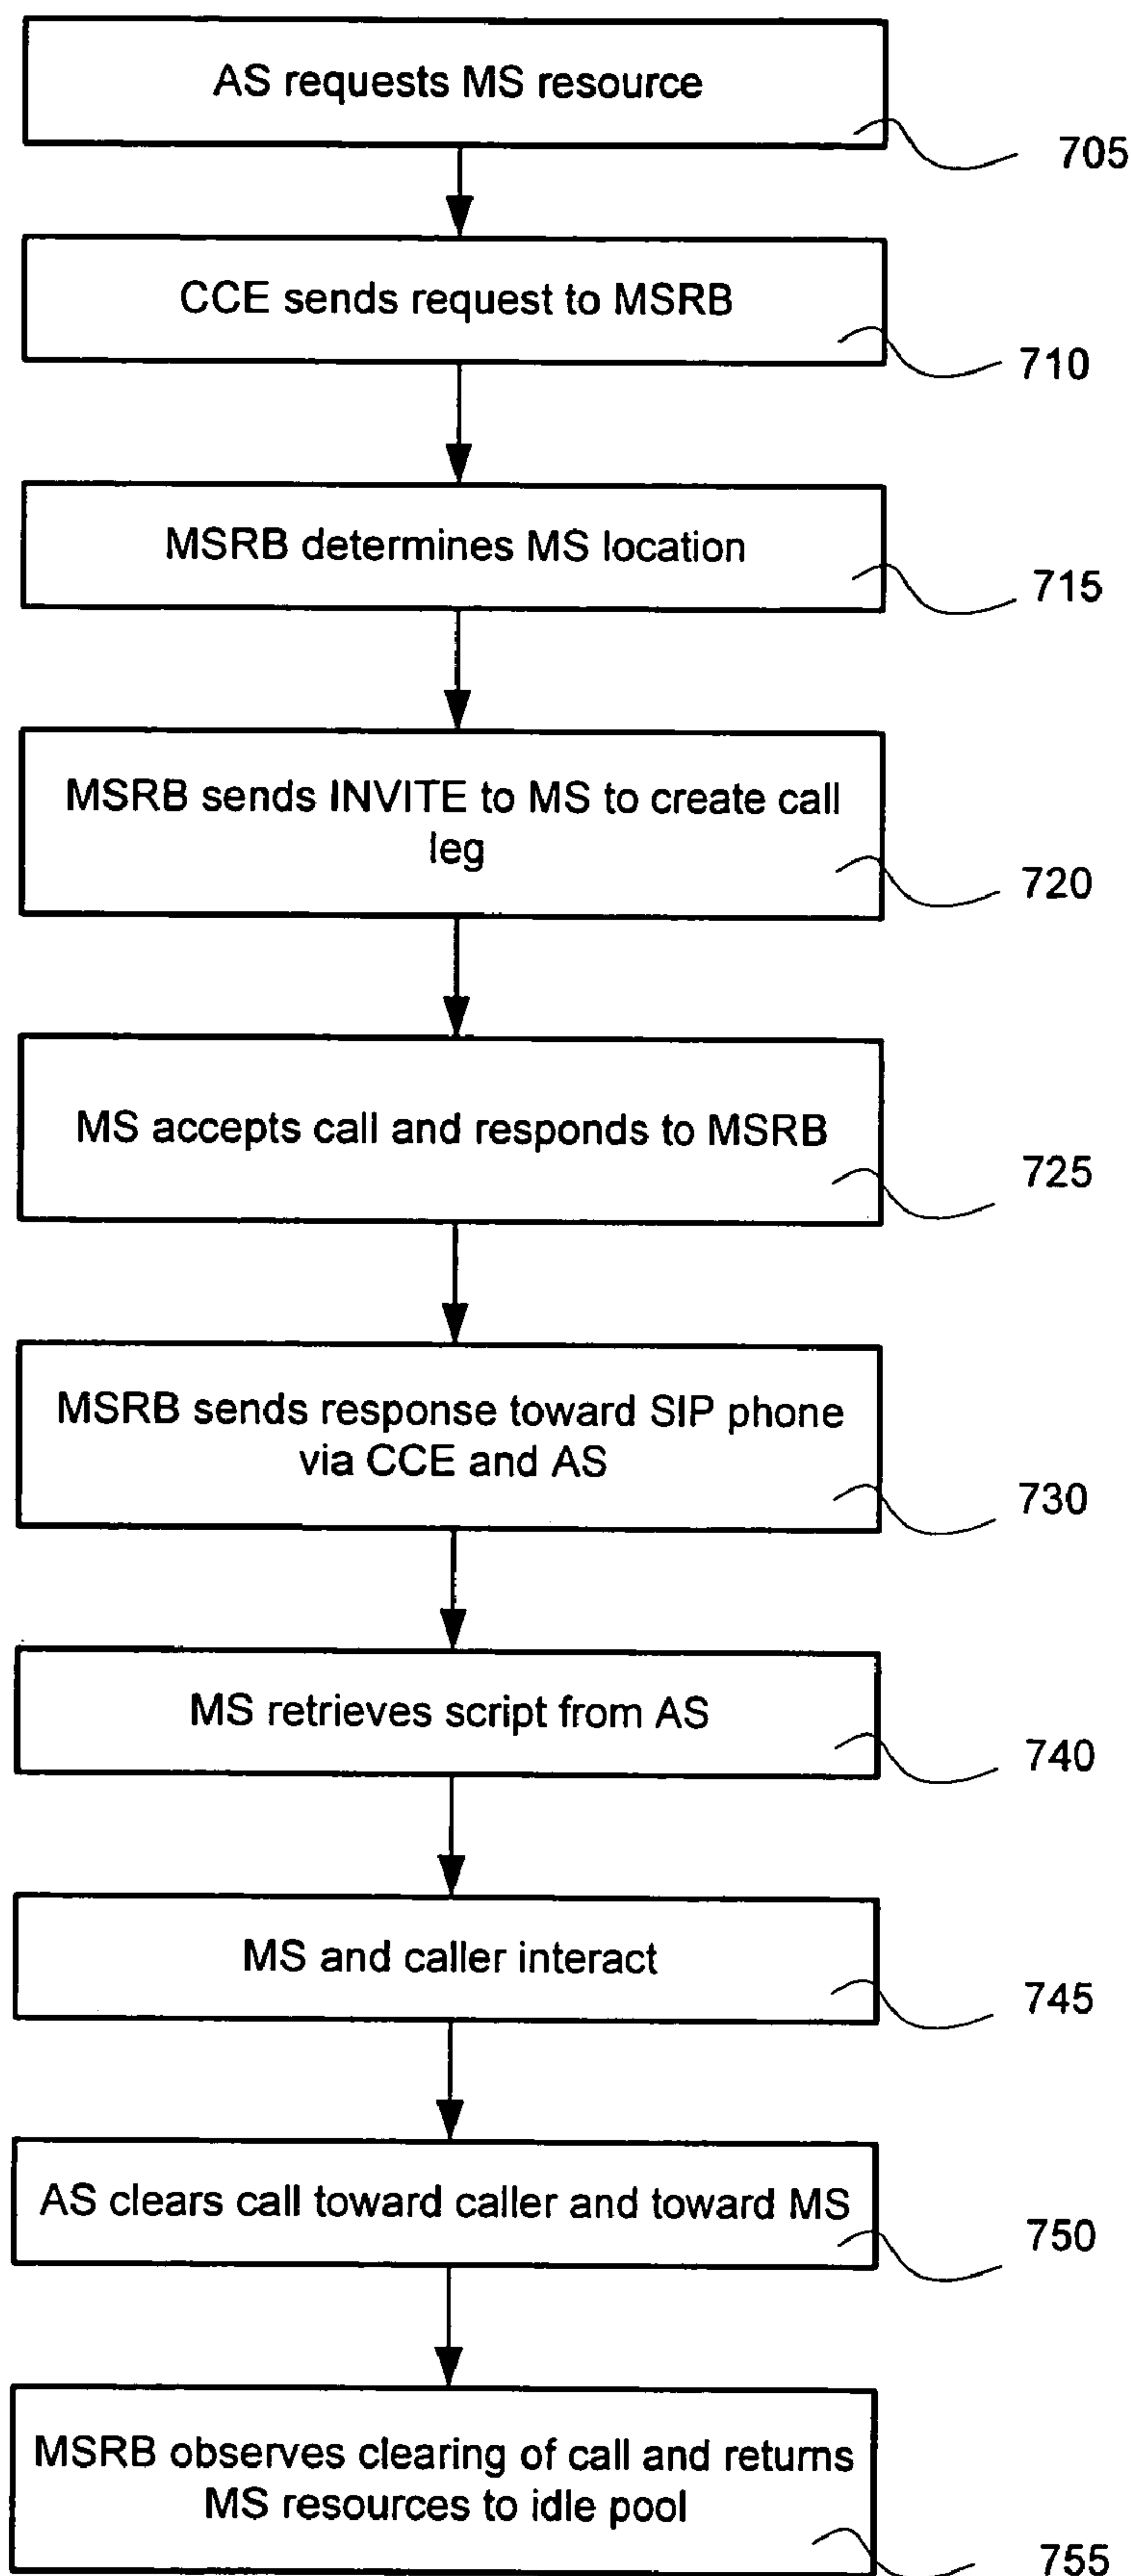 AS requests MS resource
705
CCE sends request to MSRB
710
MSRB determines MS location
715
MSRB sends INVITE to MS to create call
leg
720
MS accepts call and responds to MSRB
725
MSRB sends response toward SIP phone
via CCE and AS
730
MS retrieves script from AS
740
MS and caller interact
745
AS clears call toward caller and toward MS
750
MSRB observes clearing of call and returns
MS resources to idle pool
755